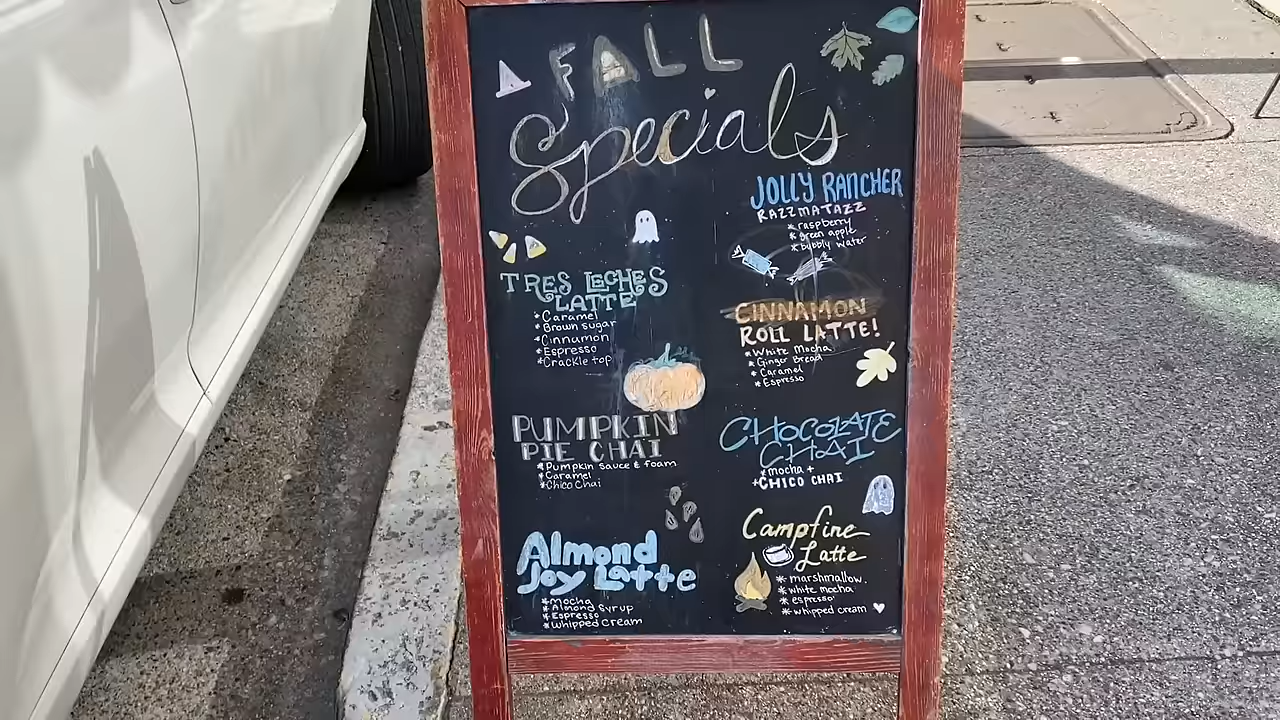 FALL
Specials
JOLLY RANCHER
RAZZMATAZZ
* raspberry
* green apple
* bubbly water
TRES LECHES
LATTE
* Caramel
* Brown sugar
* Cinnamon
* Espresso
* Crackle top
CINNAMON
ROLL LATTE!
* White Mocha
* Ginger Bread
* Caramel
* Espresso
PUMPKIN
PIE CHAI
* Pumpkin sauce & foam
* Caramel
* Chico Chai
CHOCOLATE
CHAI
* mocha +
+ CHICO CHAI
Almond
Joy Latte
* Mocha
* Almond Syrup
* Espresso
* Whipped Cream
Campfire
Latte
* marshmallow
* white mocha
* espresso
* whipped cream